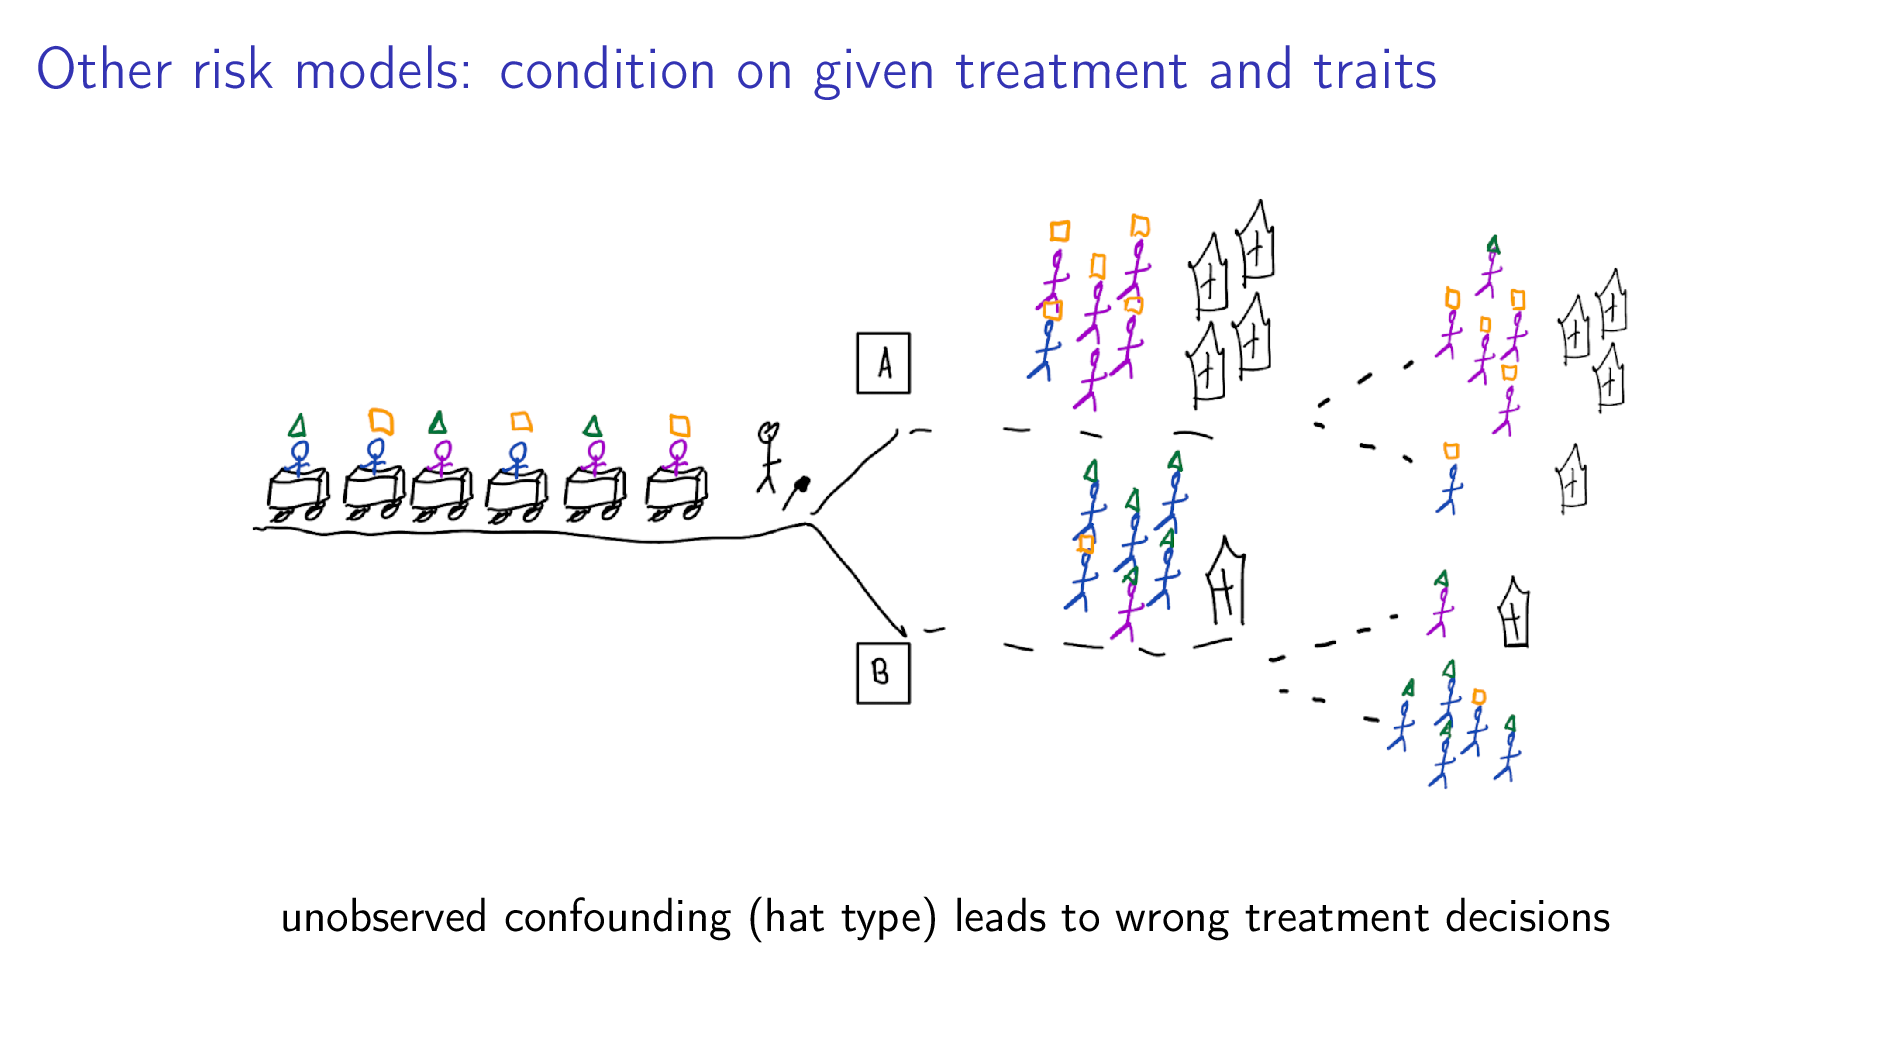 Other risk models: condition on given treatment and traits
A
B
unobserved confounding (hat type) leads to wrong treatment decisions